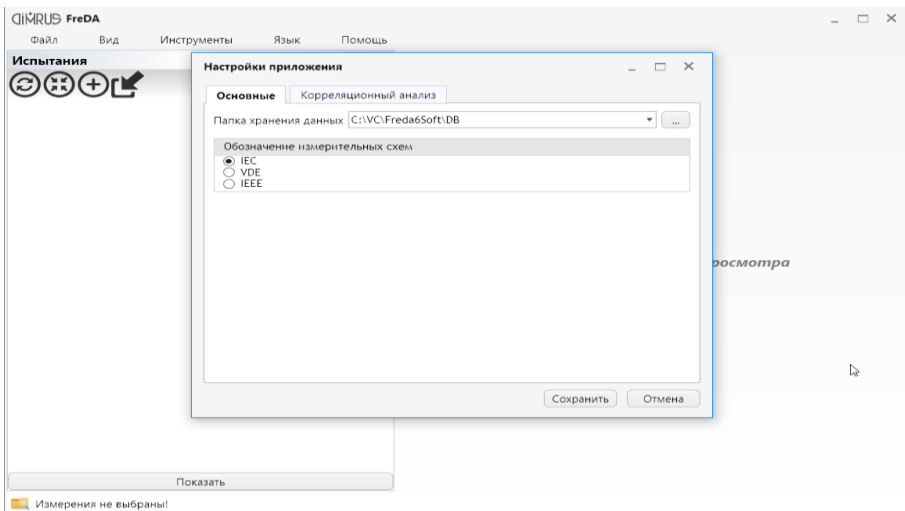 DIMRUS FreDA
Файл Вид Инструменты Язык Помощь
Испытания
Настройки приложения
Основные Корреляционный анализ
Папка хранения данных C:\VC\Freda6Soft\DB ...
Обозначение измерительных схем
IEC
VDE
IEEE
росмотра
Сохранить Отмена
Показать
Измерения не выбраны!